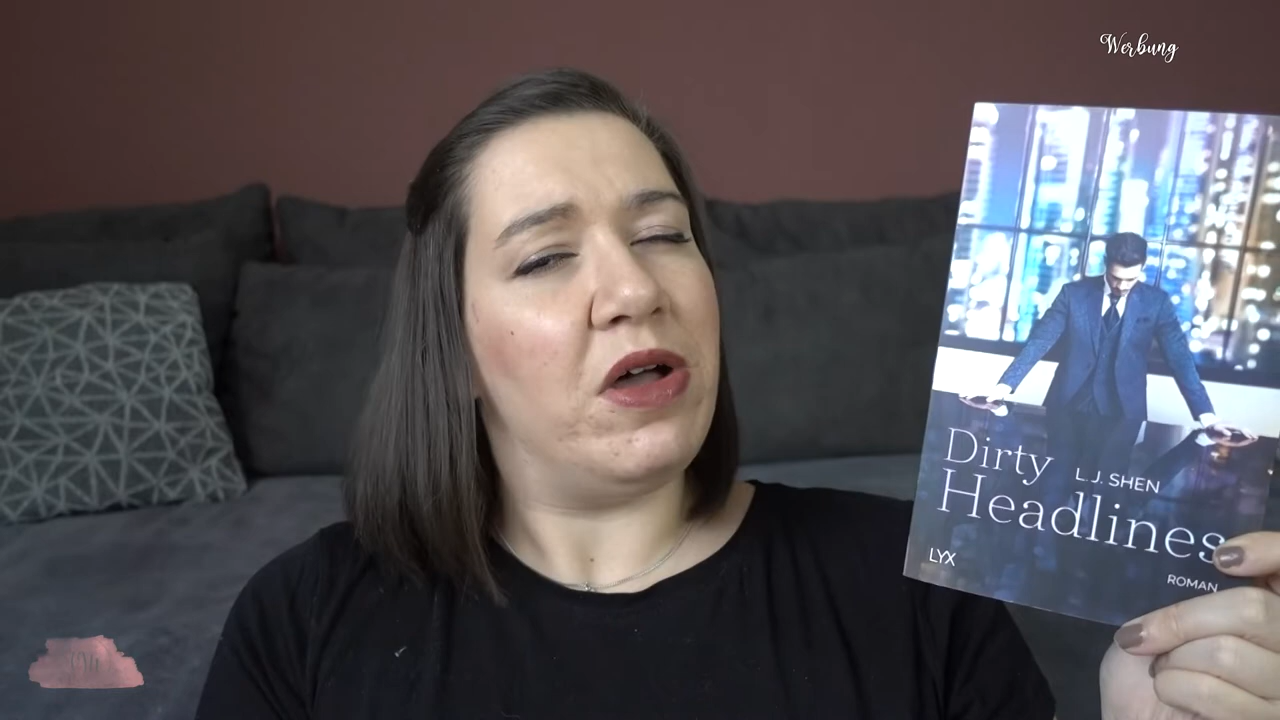 Werbung
Dirty
L. J. SHEN
Headlines
LYX
ROMAN